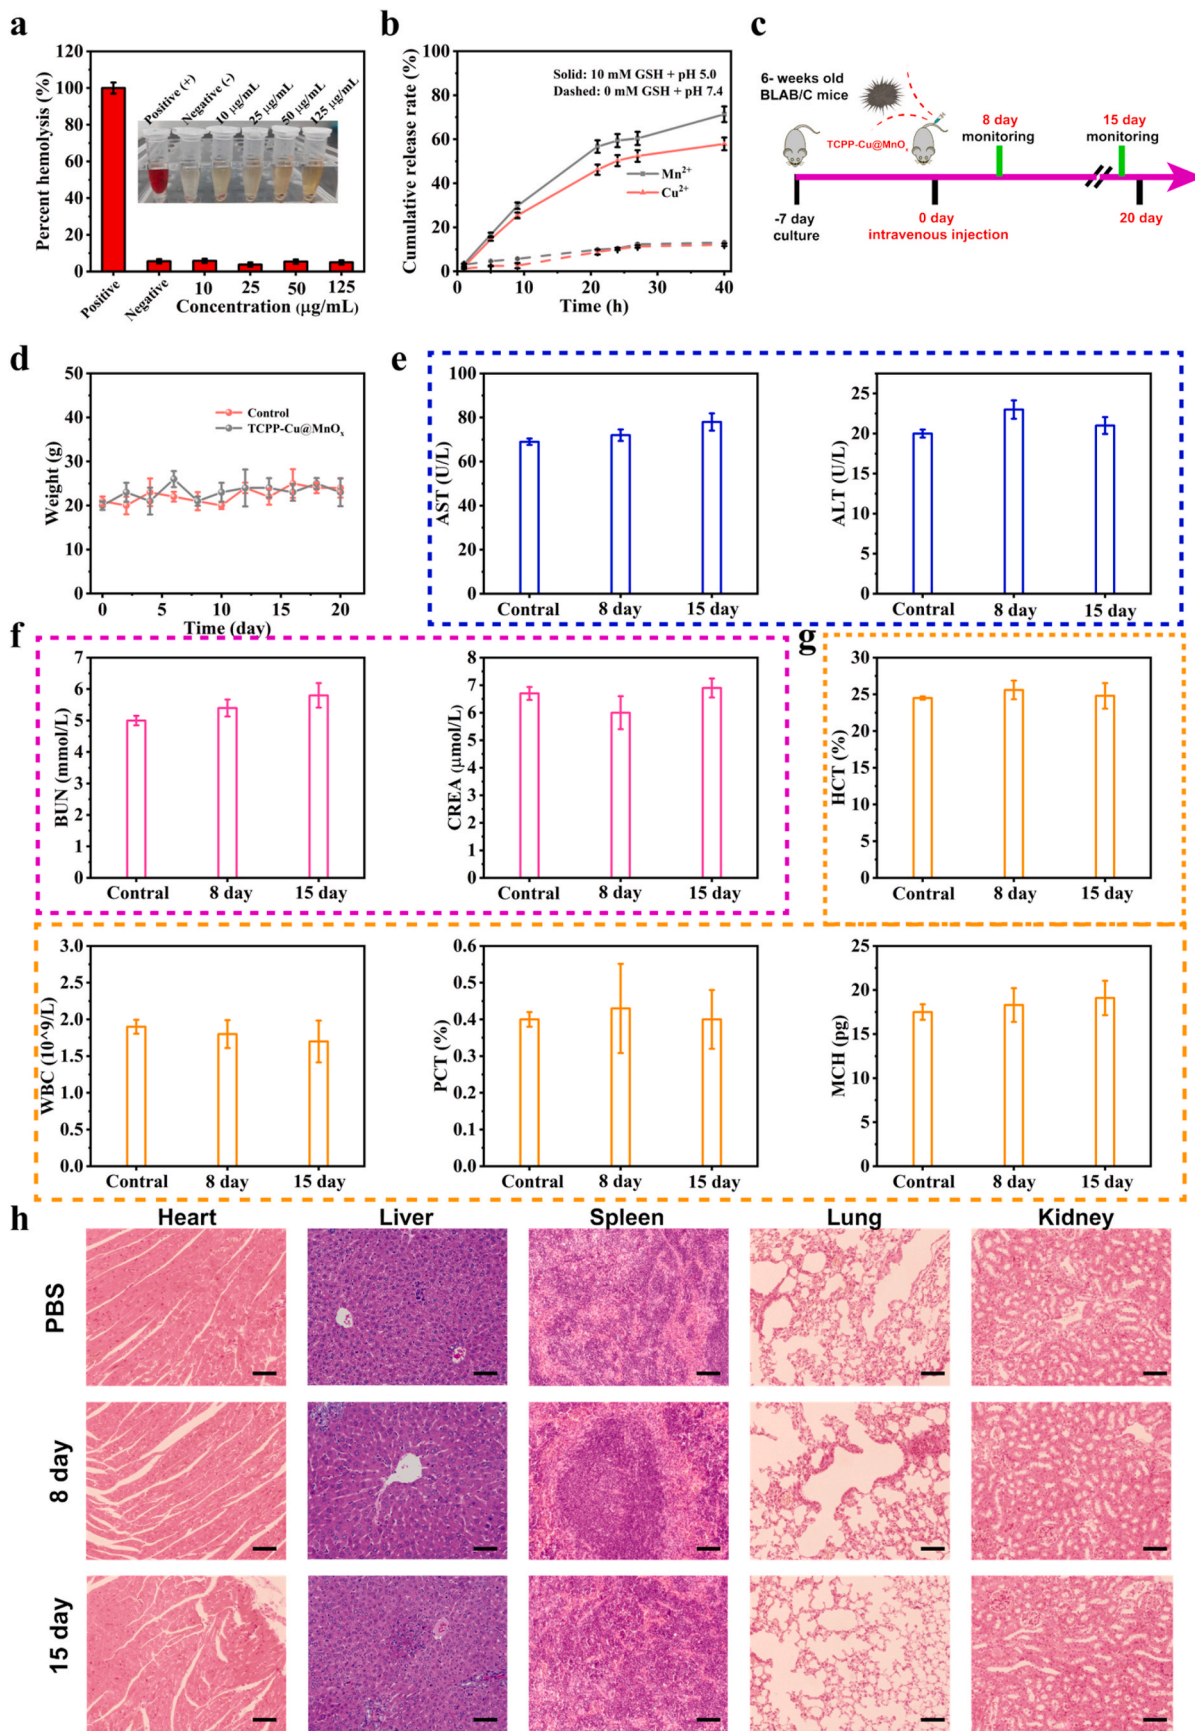 a
Percent hemolysis (%)
120
100
80
60
40
20
0
Positive (+)
Negative (-)
10 μg/mL
25 μg/mL
50 μg/mL
125 μg/mL
Positive
Negative
10
25
50
125
Concentration (μg/mL)
b
Cumulative release rate (%)
100
80
60
40
20
0
Solid: 10 mM GSH + pH 5.0
Dashed: 0 mM GSH + pH 7.4
Mn2+
Cu2+
0
10
20
30
40
Time (h)
c
6- weeks old
BLAB/C mice
TCPP-Cu@MnOx
8 day
monitoring
15 day
monitoring
-7 day
culture
0 day
intravenous injection
20 day
d
Weight (g)
50
40
30
20
10
0
Control
TCPP-Cu@MnOx
0
5
10
15
20
Time (day)
e
AST (U/L)
100
80
60
40
20
0
Contral
8 day
15 day
ALT (U/L)
25
20
15
10
5
0
Contral
8 day
15 day
f
BUN (mmol/L)
7
6
5
4
3
2
1
0
Contral
8 day
15 day
CREA (μmol/L)
8
7
6
5
4
3
2
1
0
Contral
8 day
15 day
g
HCT (%)
30
25
20
15
10
5
0
Contral
8 day
15 day
WBC (10^9/L)
3.0
2.5
2.0
1.5
1.0
0.5
0.0
Contral
8 day
15 day
PCT (%)
0.6
0.5
0.4
0.3
0.2
0.1
0.0
Contral
8 day
15 day
MCH (pg)
25
20
15
10
5
0
Contral
8 day
15 day
h
Heart
Liver
Spleen
Lung
Kidney
PBS
8 day
15 day